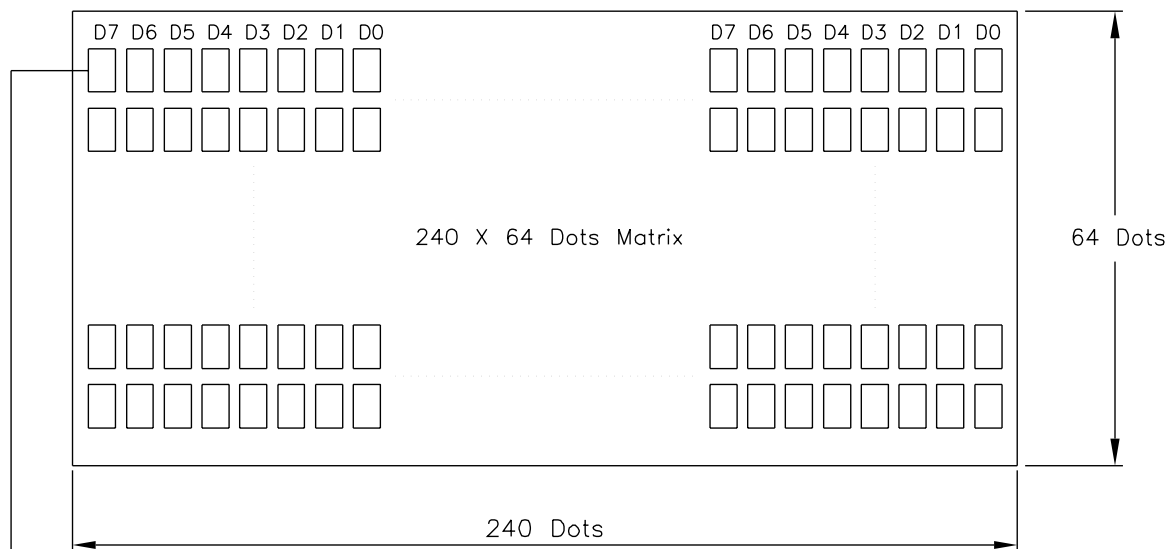 D7 D6 D5 D4 D3 D2 D1 D0 D7 D6 D5 D4 D3 D2 D1 D0
240 X 64 Dots Matrix
64 Dots
240 Dots